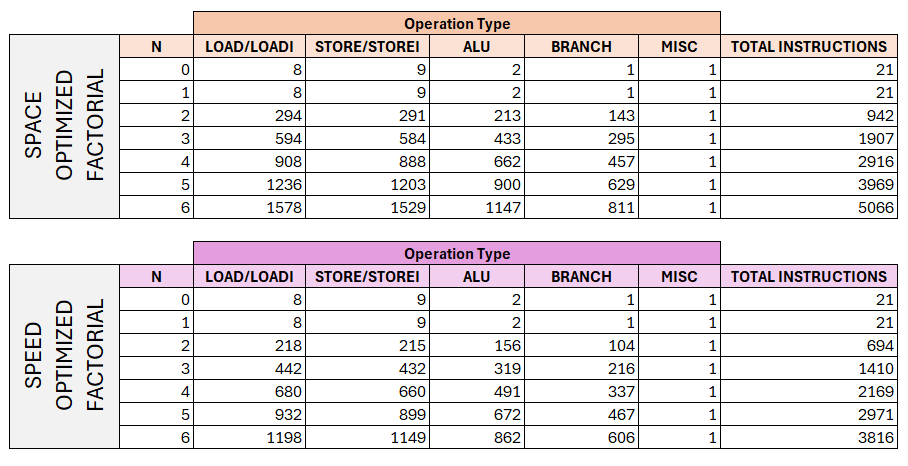 Operation Type
N LOAD/LOADI STORE/STOREI ALU BRANCH MISC TOTAL INSTRUCTIONS
SPACE
OPTIMIZED
FACTORIAL
0 8 9 2 1 1 21
1 8 9 2 1 1 21
2 294 291 213 143 1 942
3 594 584 433 295 1 1907
4 908 888 662 457 1 2916
5 1236 1203 900 629 1 3969
6 1578 1529 1147 811 1 5066
Operation Type
N LOAD/LOADI STORE/STOREI ALU BRANCH MISC TOTAL INSTRUCTIONS
SPEED
OPTIMIZED
FACTORIAL
0 8 9 2 1 1 21
1 8 9 2 1 1 21
2 218 215 156 104 1 694
3 442 432 319 216 1 1410
4 680 660 491 337 1 2169
5 932 899 672 467 1 2971
6 1198 1149 862 606 1 3816